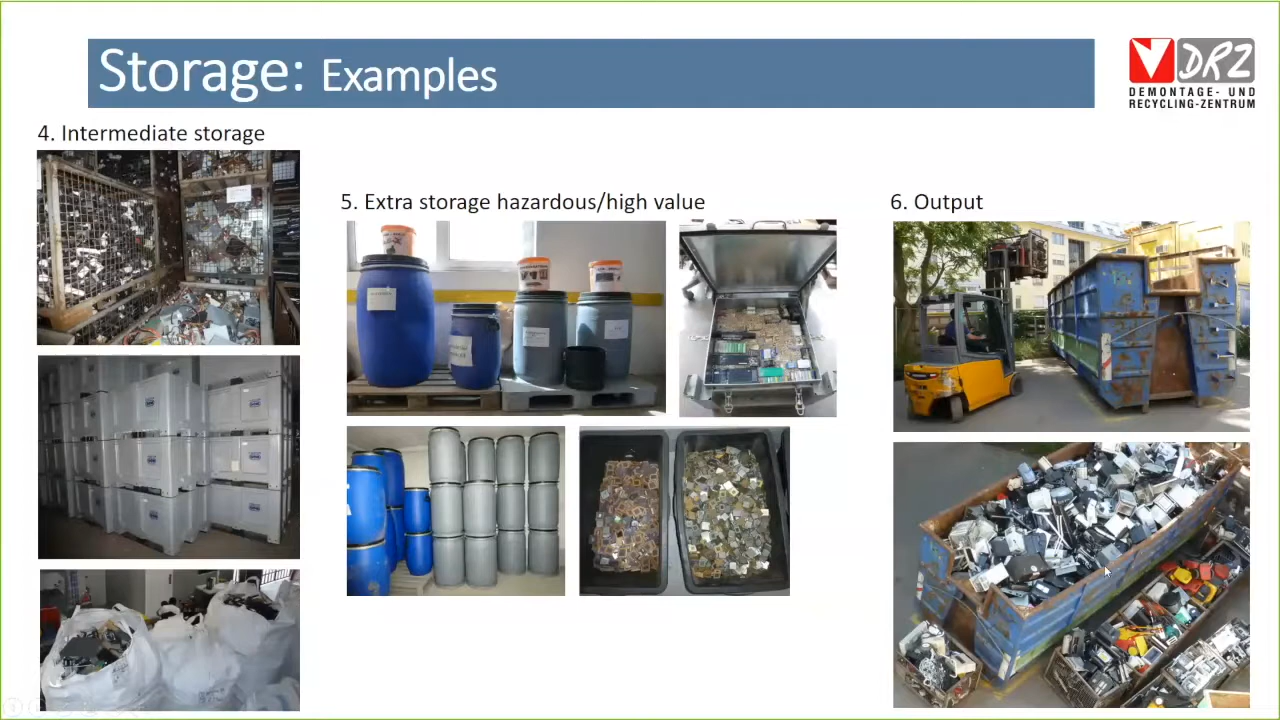 Storage: Examples
DRZ
DEMONTAGE- UND
RECYCLING-ZENTRUM
4. Intermediate storage
5. Extra storage hazardous/high value
6. Output